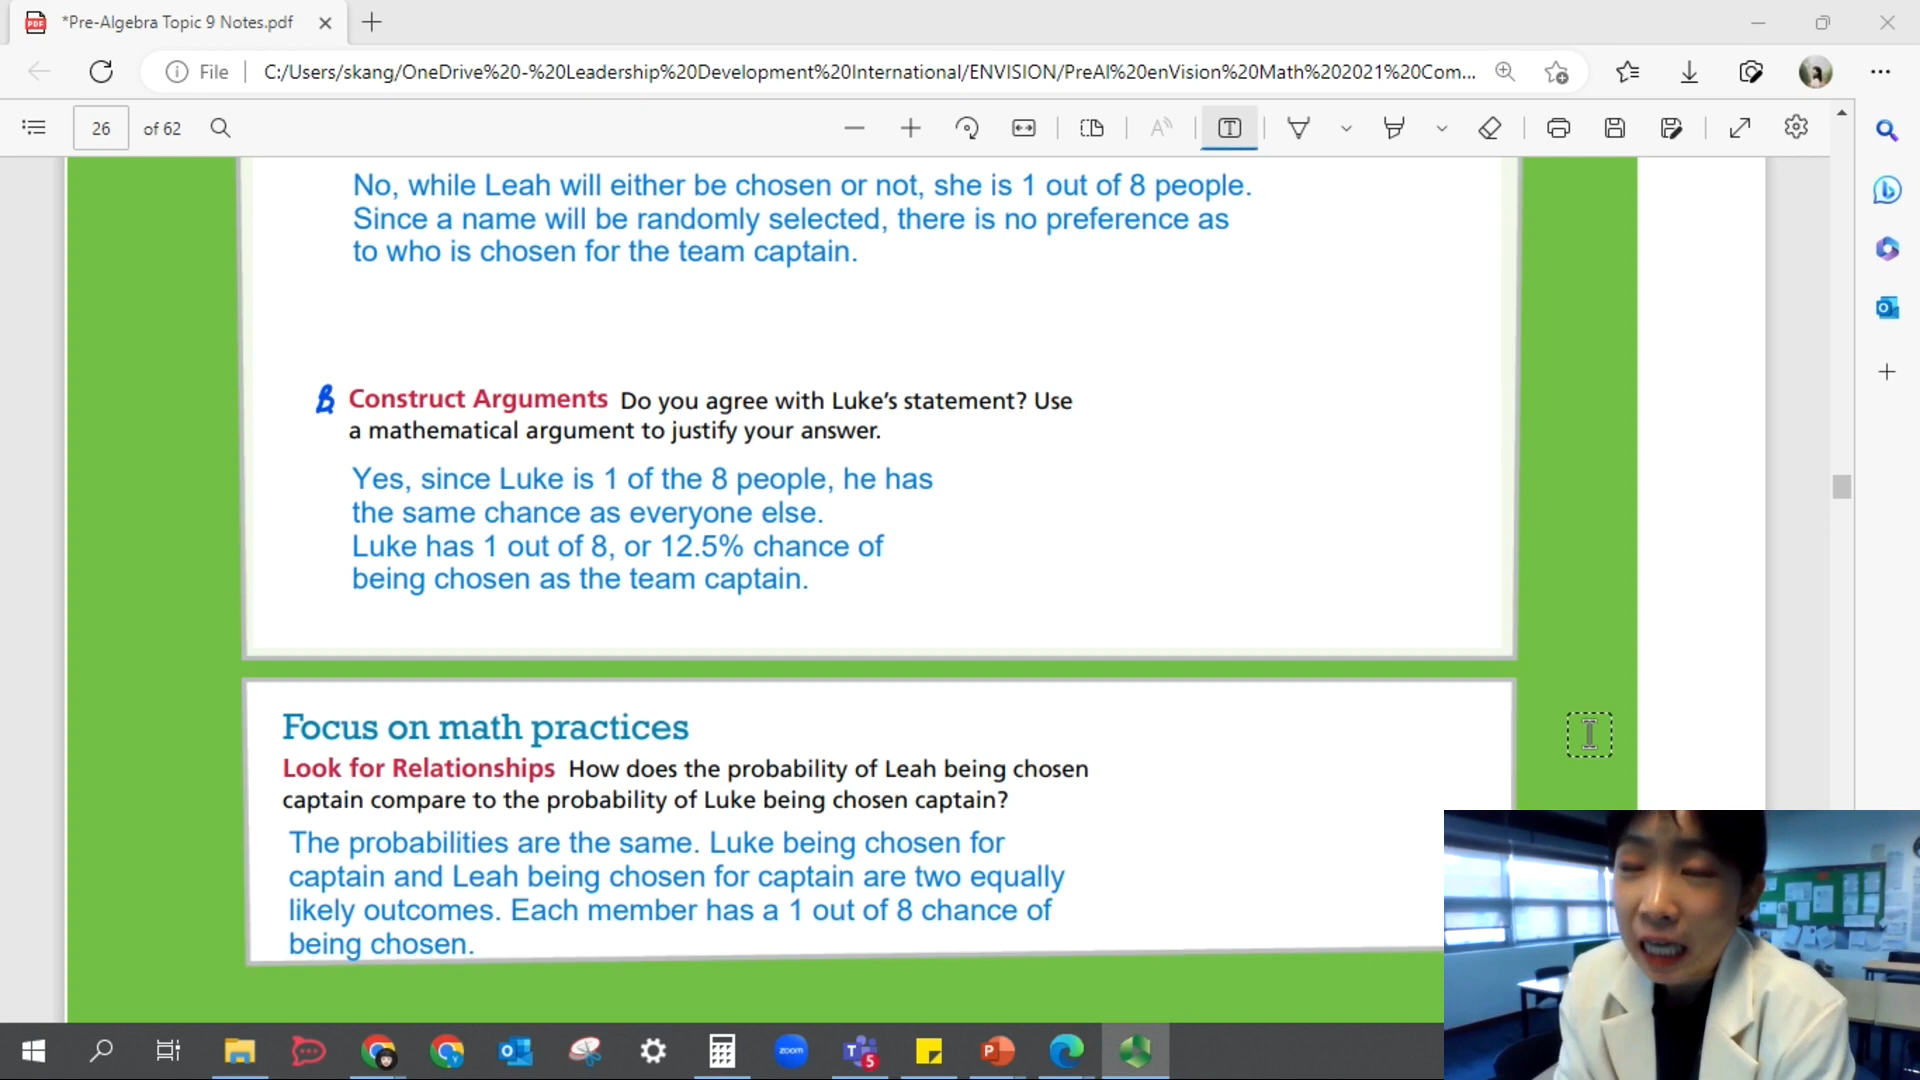 *Pre-Algebra Topic 9 Notes.pdf
File
C:/Users/skang/OneDrive%20-%20Leadership%20Development%20International/ENVISION/PreAl%20enVision%20Math%202021%20Com...
26 of 62
No, while Leah will either be chosen or not, she is 1 out of 8 people.
Since a name will be randomly selected, there is no preference as
to who is chosen for the team captain.
B Construct Arguments Do you agree with Luke's statement? Use
a mathematical argument to justify your answer.
Yes, since Luke is 1 of the 8 people, he has
the same chance as everyone else.
Luke has 1 out of 8, or 12.5% chance of
being chosen as the team captain.
Focus on math practices
Look for Relationships How does the probability of Leah being chosen
captain compare to the probability of Luke being chosen captain?
The probabilities are the same. Luke being chosen for
captain and Leah being chosen for captain are two equally
likely outcomes. Each member has a 1 out of 8 chance of
being chosen.
zoom
5